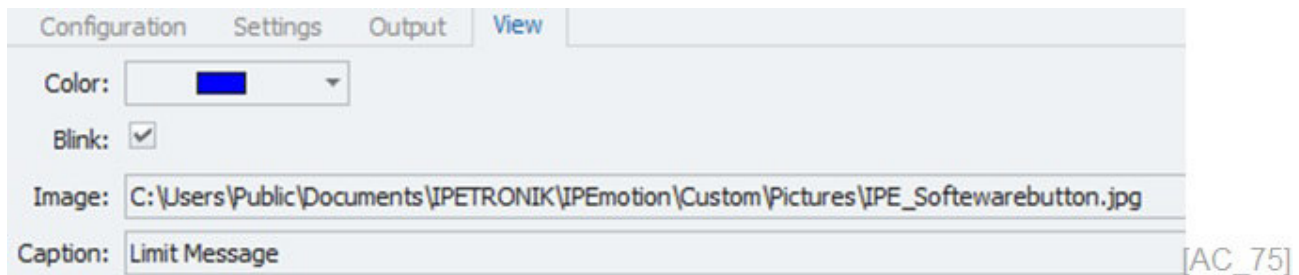 Configuration Settings Output View
Color:
Blink:
Image: C:\Users\Public\Documents\IPETRONIK\IPEmotion\Custom\Pictures\IPE_Softewarebutton.jpg
Caption: Limit Message
[AC_75]